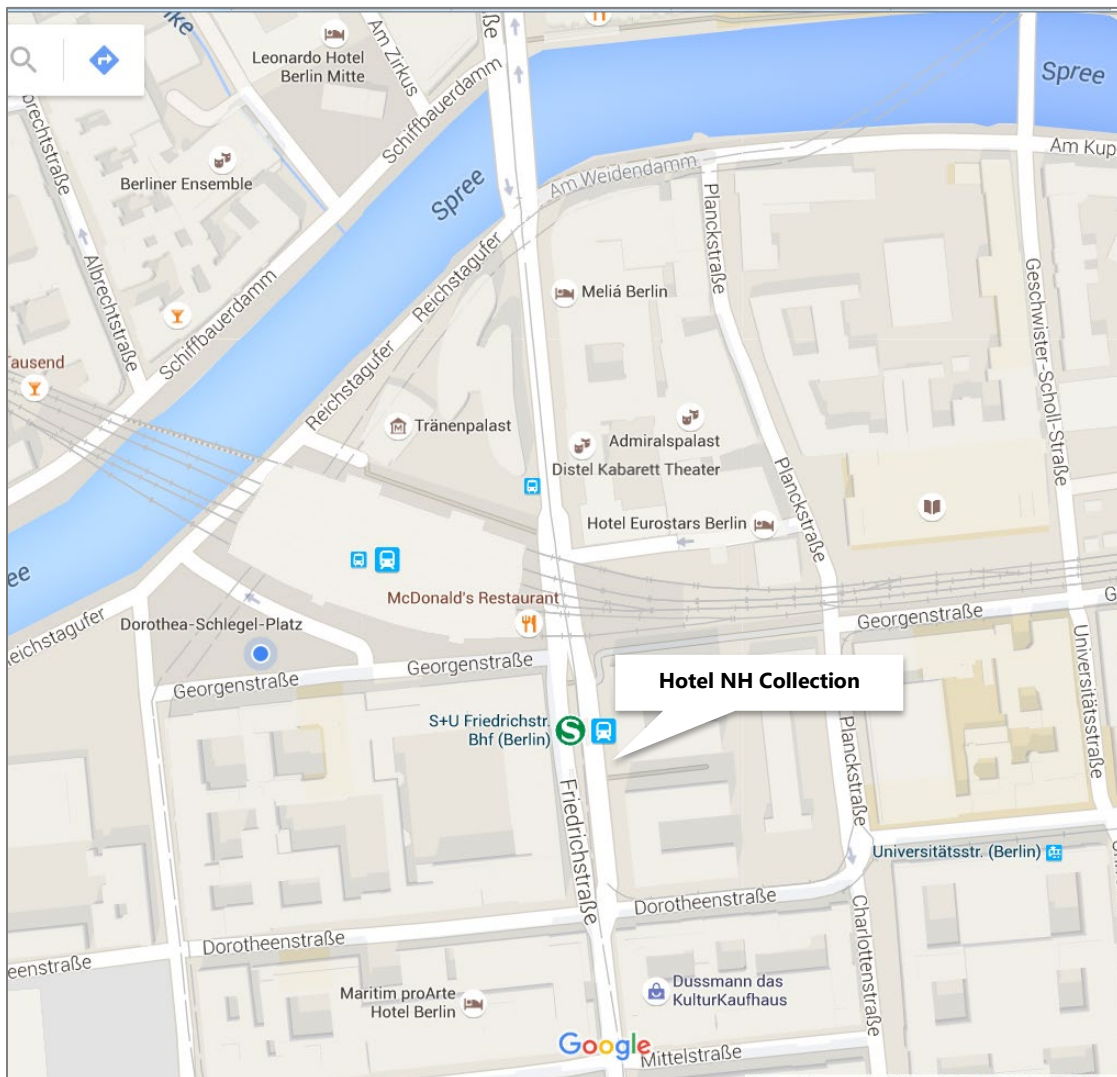 Leonardo Hotel
Berlin Mitte
Am Zirkus
Schiffbauerdamm
Spree
Am Kup
Berliner Ensemble
Spree
Am Weidendamm
Planckstraße
Albrechtstraße
Reichstagufer
Geschwister-Scholl-Straße
Meliá Berlin
Schiffbauerdamm
Tausend
Reichstagufer
Tränenpalast
Admiralspalast
Distel Kabarett Theater
Planckstraße
Hotel Eurostars Berlin
McDonald's Restaurant
Georgenstraße
Dorothea-Schlegel-Platz
Georgenstraße
Georgenstraße
Universitätsstraße
Hotel NH Collection
S+U Friedrichstr.
Bhf (Berlin)
S
Planckstraße
Friedrichstraße
Universitätsstr. (Berlin)
Dorotheenstraße
Dorotheenstraße
eenstraße
Charlottenstraße
Maritim proArte
Hotel Berlin
Dussmann das
KulturKaufhaus
Google
Mittelstraße